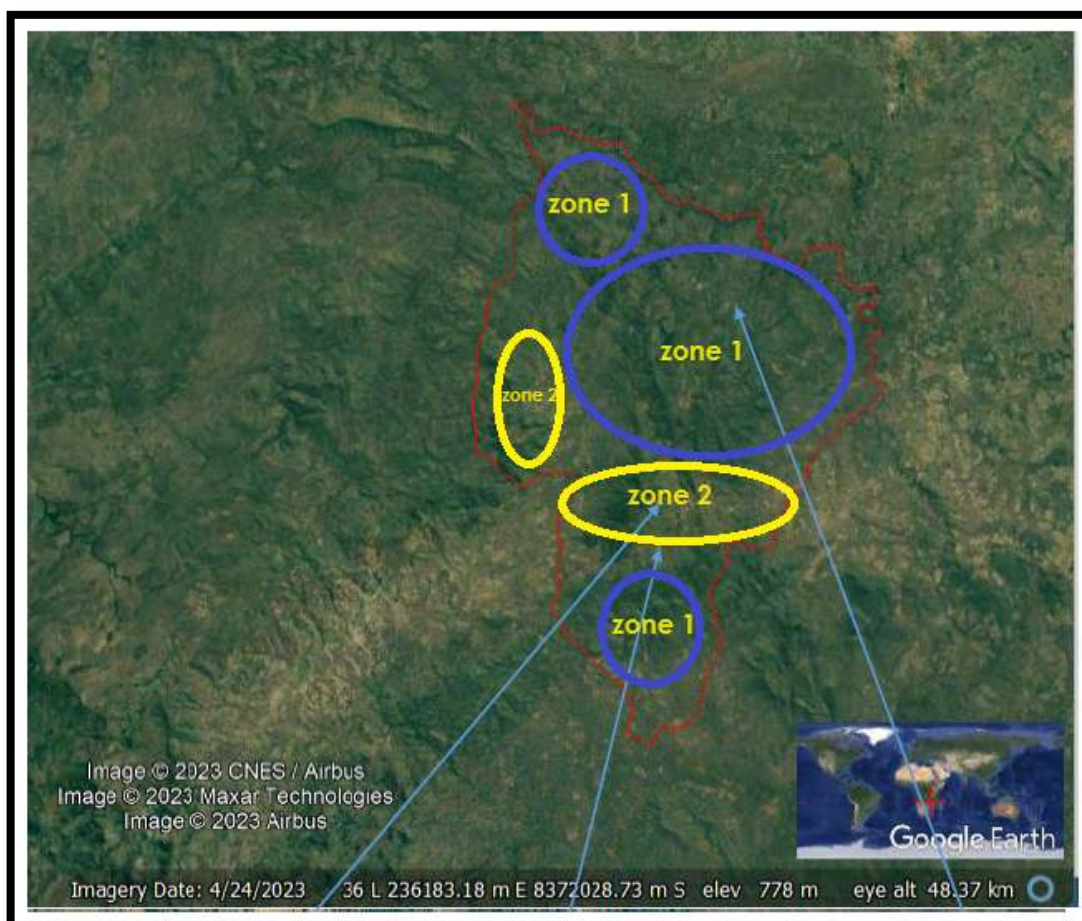 zone 1
zone 1
zone 2
zone 2
zone 1
Image © 2023 CNES / Airbus
Image © 2023 Maxar Technologies
Image © 2023 Airbus
Google Earth
Imagery Date: 4/24/2023 36 L 236183.18 m E 8372028.73 m S elev 778 m eye alt 48.37 km